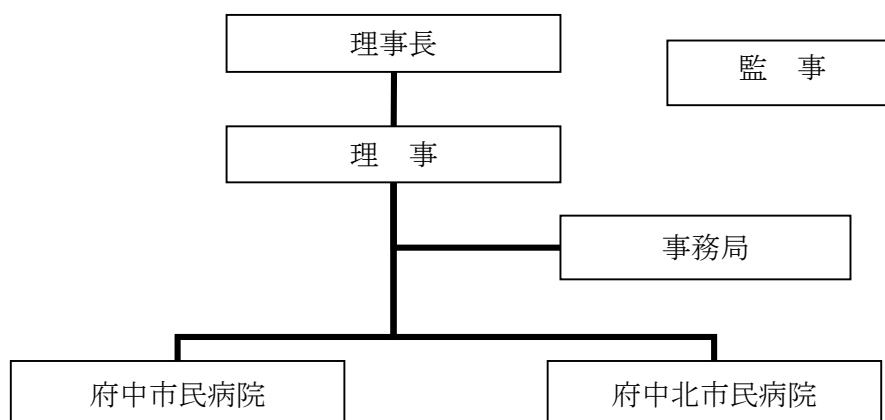 理事長
監　事
理　事
事務局
府中市民病院
府中北市民病院